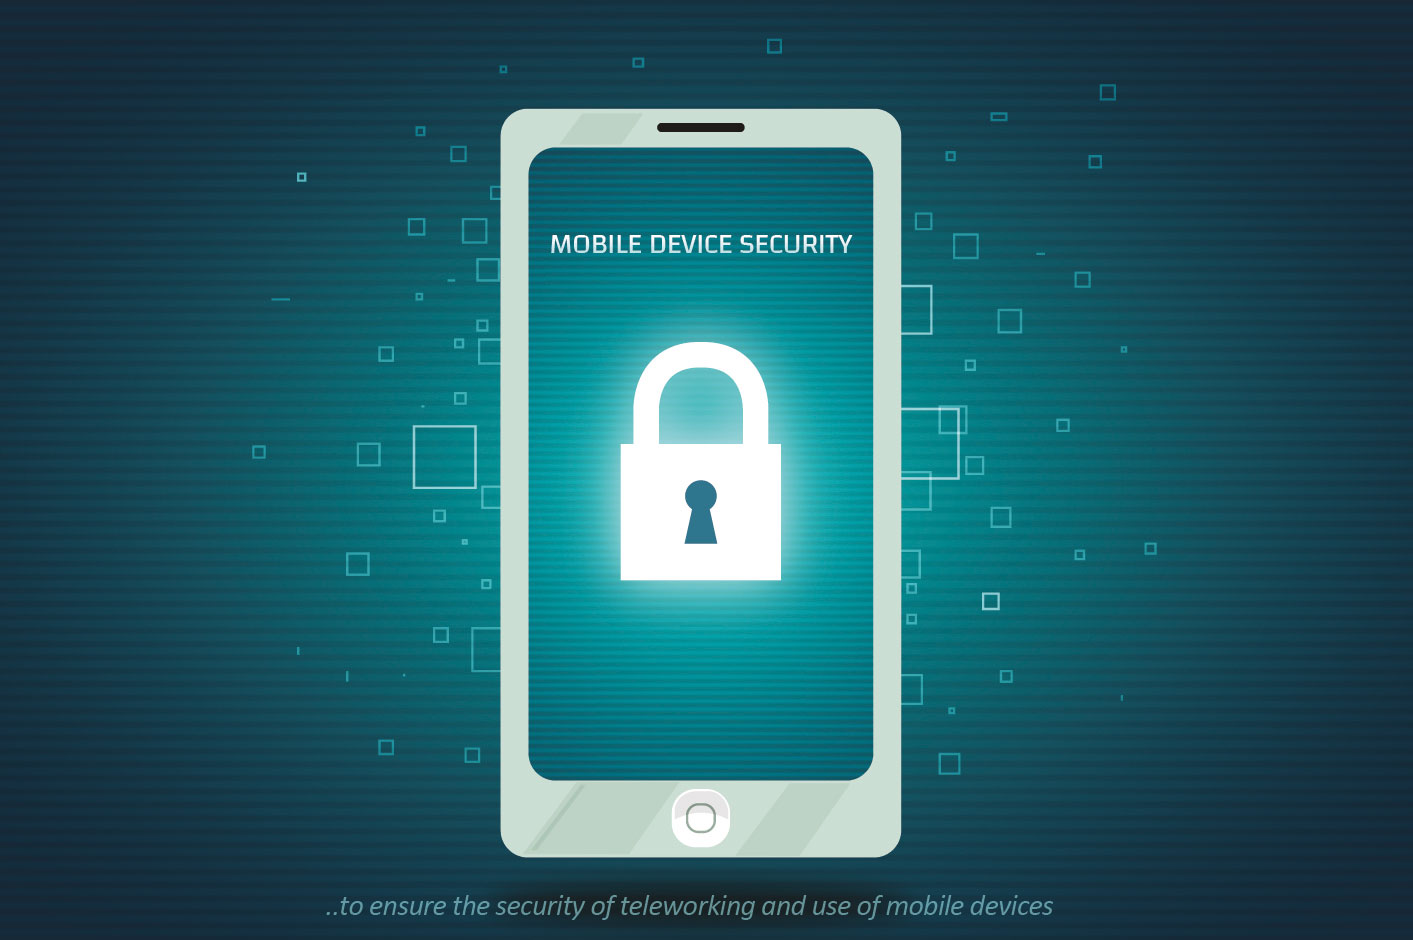 MOBILE DEVICE SECURITY
..to ensure the security of teleworking and use of mobile devices